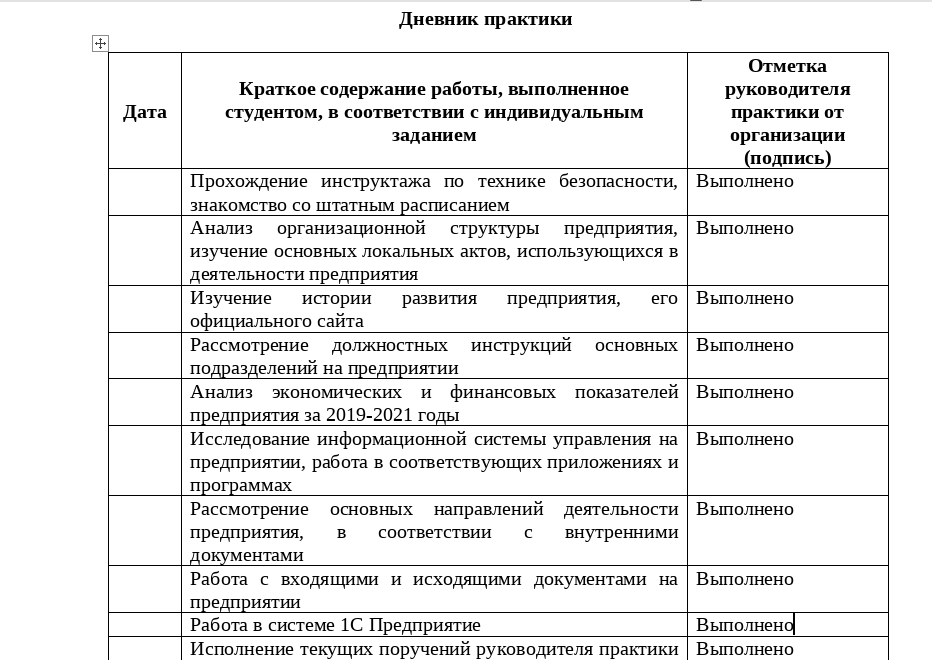 Дневник практики
Дата
Краткое содержание работы, выполненное
студентом, в соответствии с индивидуальным
заданием
Отметка
руководителя
практики от
организации
(подпись)
Прохождение инструктажа по технике безопасности,
знакомство со штатным расписанием
Выполнено
Анализ организационной структуры предприятия,
изучение основных локальных актов, использующихся в
деятельности предприятия
Выполнено
Изучение истории развития предприятия, его
официального сайта
Выполнено
Рассмотрение должностных инструкций основных
подразделений на предприятии
Выполнено
Анализ экономических и финансовых показателей
предприятия за 2019-2021 годы
Выполнено
Исследование информационной системы управления на
предприятии, работа в соответствующих приложениях и
программах
Выполнено
Рассмотрение основных направлений деятельности
предприятия, в соответствии с внутренними
документами
Выполнено
Работа с входящими и исходящими документами на
предприятии
Выполнено
Работа в системе 1С Предприятие
Выполнено
Исполнение текущих поручений руководителя практики
Выполнено